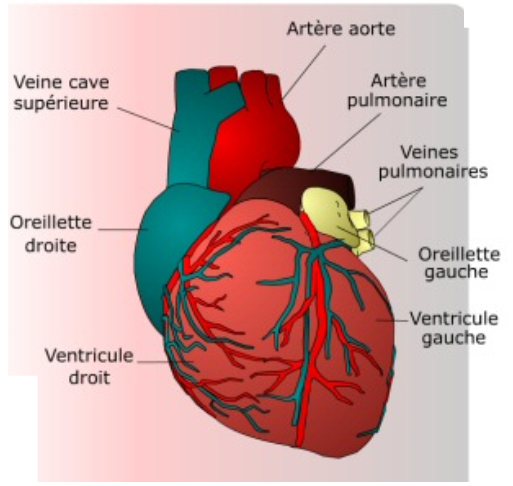 Artère aorte
Veine cave
supérieure
Artère
pulmonaire
Veines
pulmonaires
Oreillette
droite
Oreillette
gauche
Ventricule
gauche
Ventricule
droit